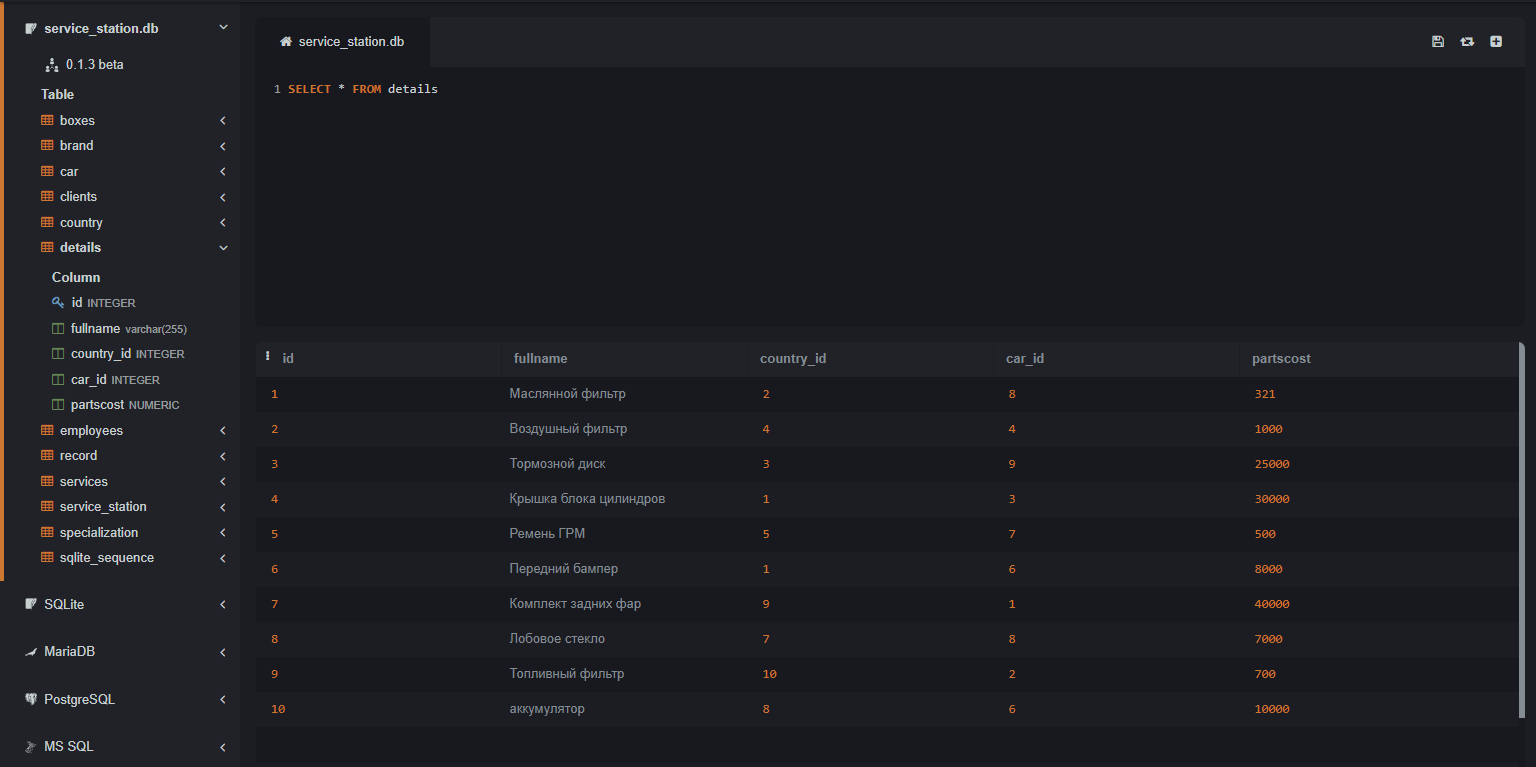 service_station.db
0.1.3 beta
Table
boxes
brand
car
clients
country
details
Column
id INTEGER
fullname varchar(255)
country_id INTEGER
car_id INTEGER
partscost NUMERIC
employees
record
services
service_station
specialization
sqlite_sequence
SQLite
MariaDB
PostgreSQL
MS SQL
service_station.db
1 SELECT * FROM details
id fullname country_id car_id partscost
1 Маслянной фильтр 2 8 321
2 Воздушный фильтр 4 4 1000
3 Тормозной диск 3 9 25000
4 Крышка блока цилиндров 1 3 30000
5 Ремень ГРМ 5 7 500
6 Передний бампер 1 6 8000
7 Комплект задних фар 9 1 40000
8 Лобовое стекло 7 8 7000
9 Топливный фильтр 10 2 700
10 аккумулятор 8 6 10000